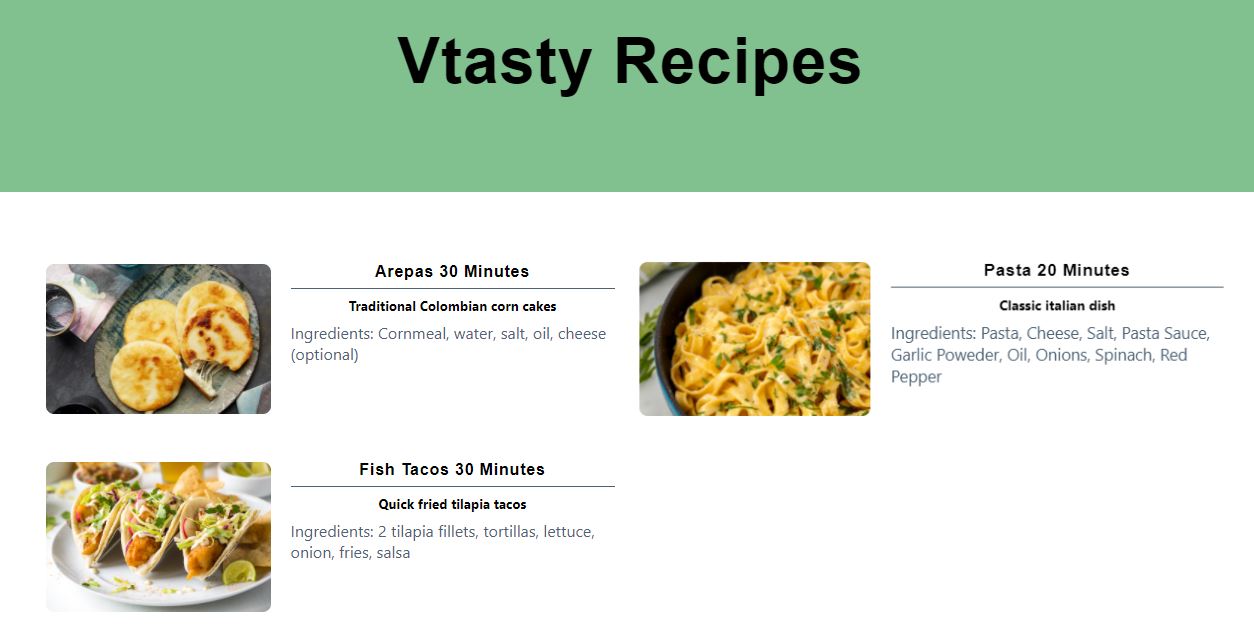 Vtasty Recipes
Arepas 30 Minutes
Traditional Colombian corn cakes
Ingredients: Cornmeal, water, salt, oil, cheese
(optional)
Pasta 20 Minutes
Classic italian dish
Ingredients: Pasta, Cheese, Salt, Pasta Sauce,
Garlic Poweder, Oil, Onions, Spinach, Red
Pepper
Fish Tacos 30 Minutes
Quick fried tilapia tacos
Ingredients: 2 tilapia fillets, tortillas, lettuce,
onion, fries, salsa